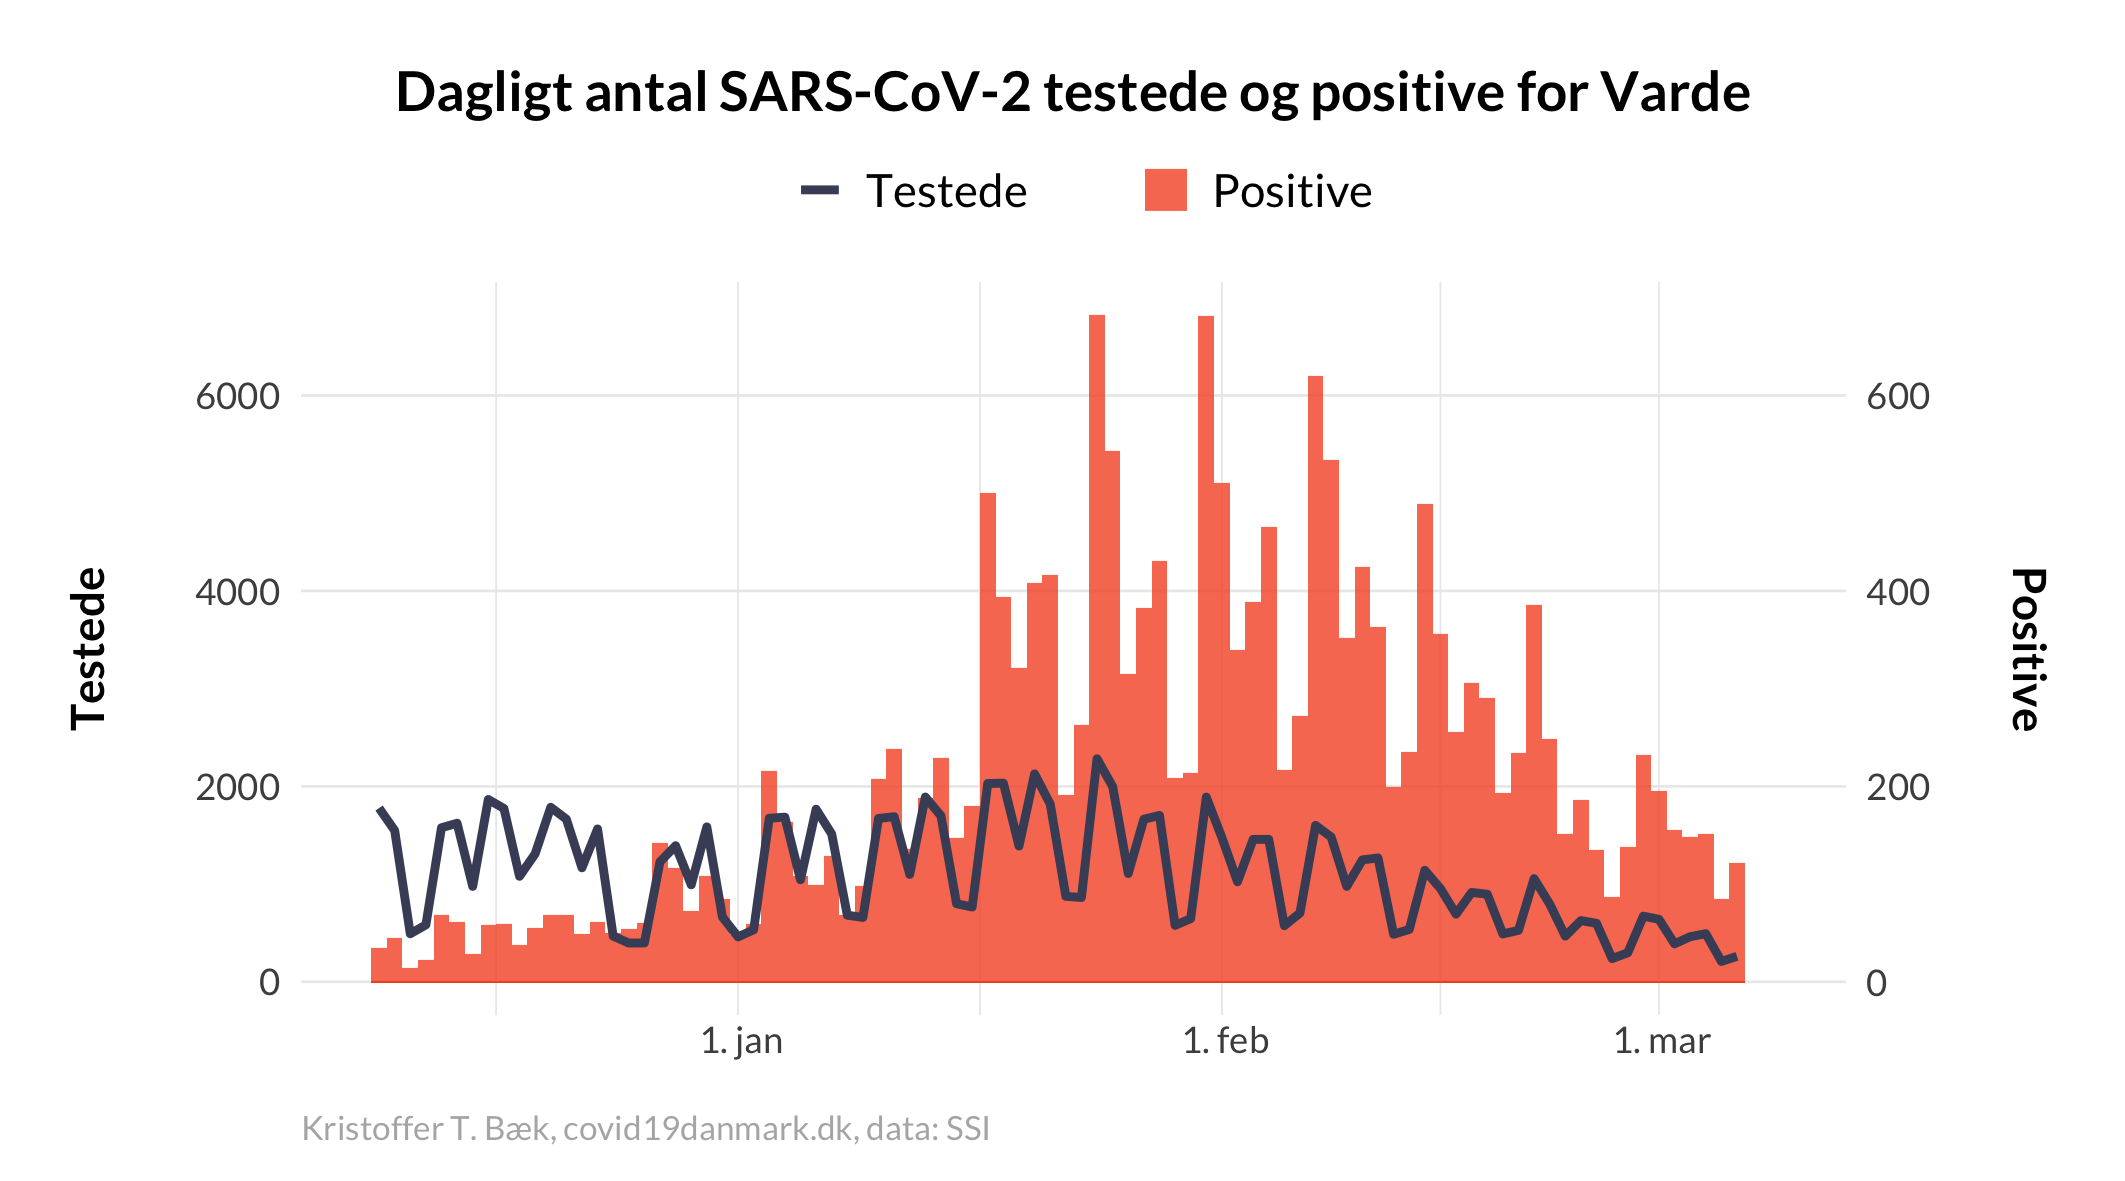 Dagligt antal SARS-CoV-2 testede og positive for Varde
Testede
Positive
6000
4000
2000
0
Testede
600
400
200
0
Positive
1. jan
1. feb
1. mar
Kristoffer T. Bæk, covid19danmark.dk, data: SSI